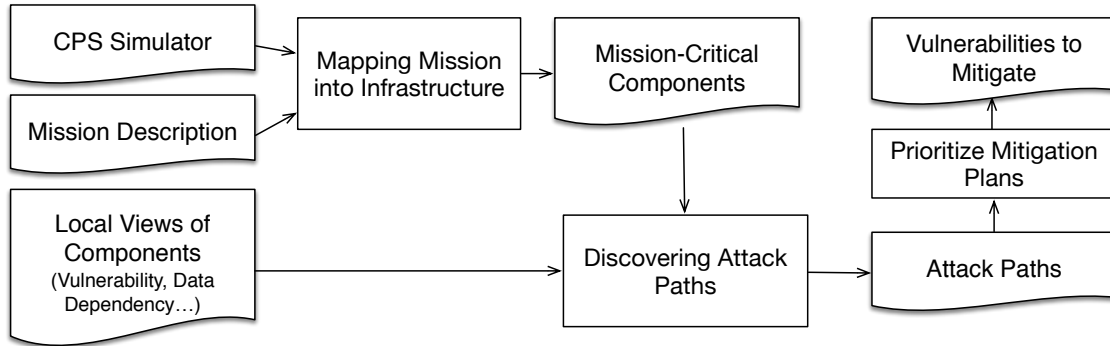 CPS Simulator
Mission Description
Mapping Mission
into Infrastructure
Mission-Critical
Components
Vulnerabilities to
Mitigate
Prioritize Mitigation
Plans
Local Views of
Components
(Vulnerability, Data
Dependency…)
Discovering Attack
Paths
Attack Paths